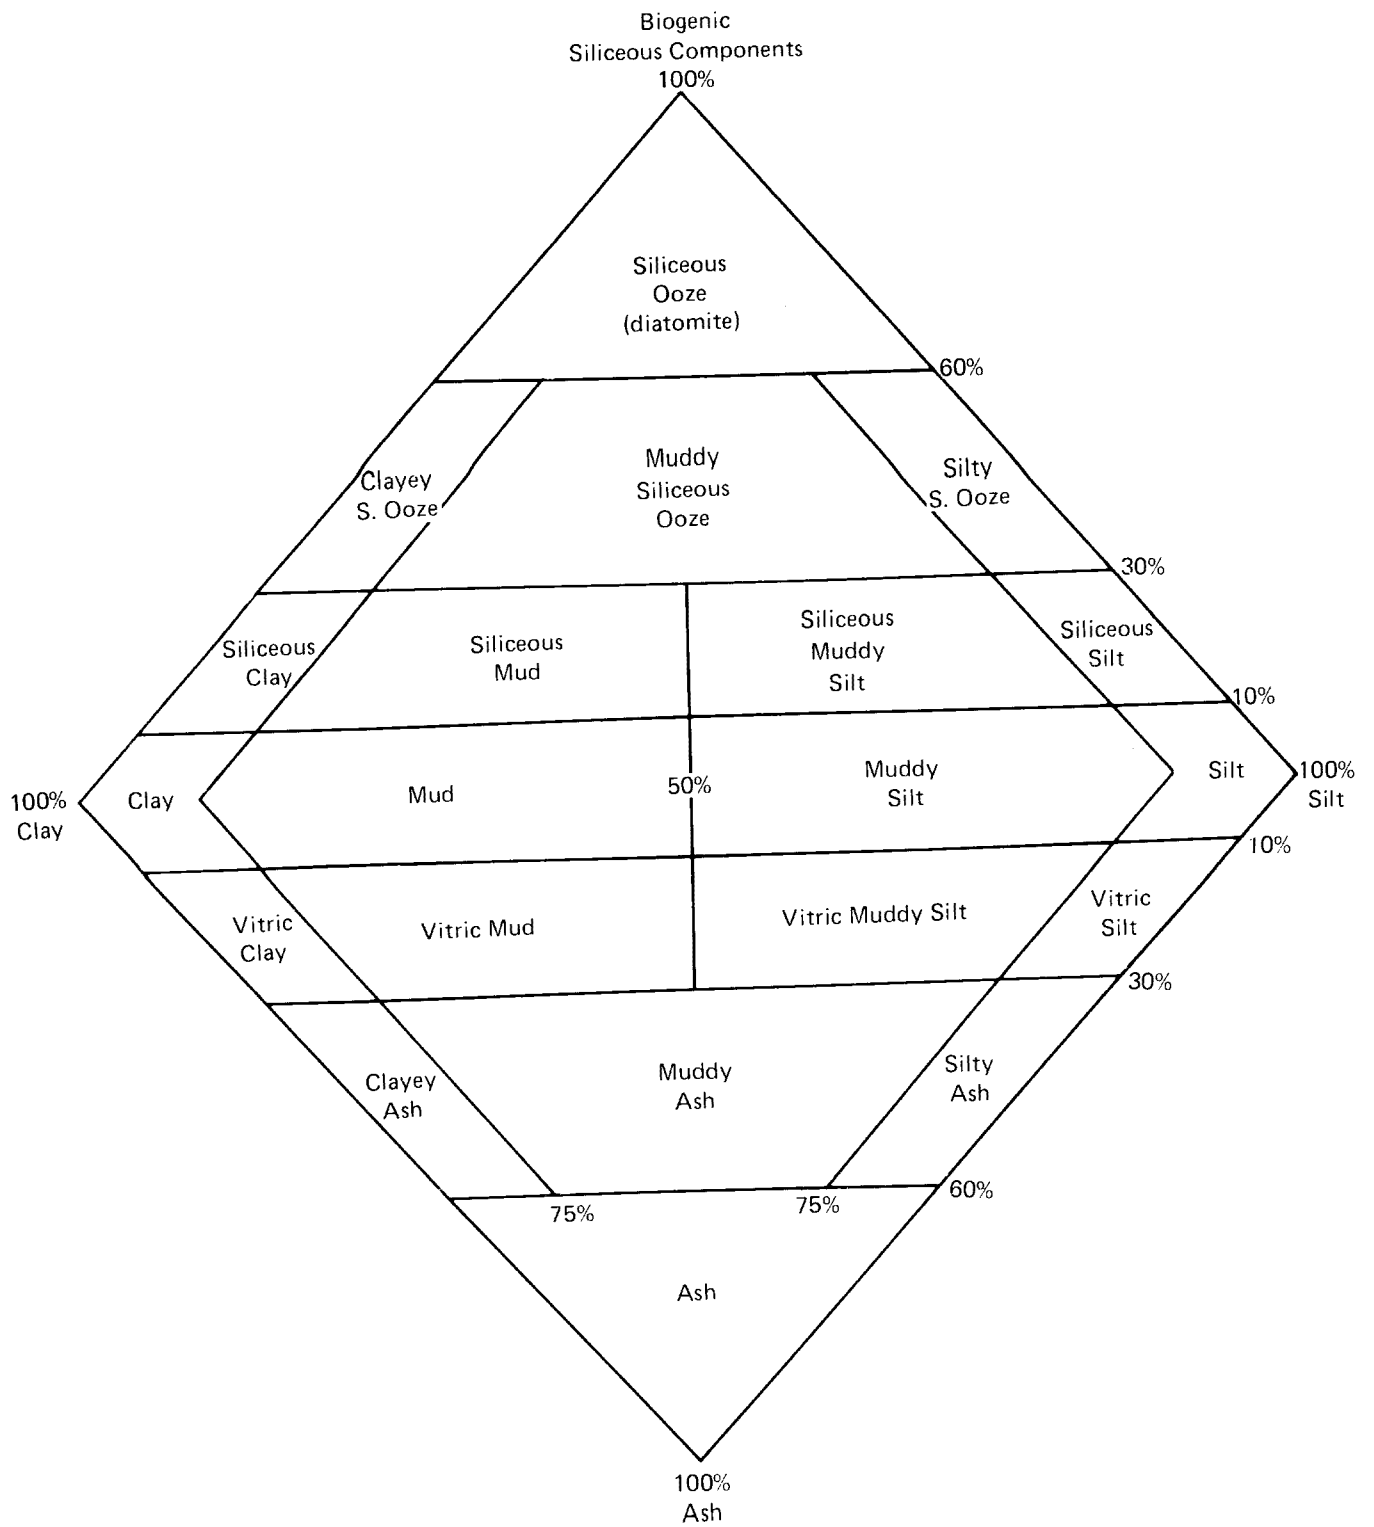 Biogenic
Siliceous Components
100%
Siliceous
Ooze
(diatomite)
60%
Clayey
S. Ooze
Muddy
Siliceous
Ooze
Silty
S. Ooze
30%
Siliceous
Clay
Siliceous
Mud
Siliceous
Muddy
Silt
Siliceous
Silt
10%
100%
Clay
Clay
Mud
50%
Muddy
Silt
Silt
100%
Silt
10%
Vitric
Clay
Vitric Mud
Vitric Muddy Silt
Vitric
Silt
30%
Clayey
Ash
Muddy
Ash
Silty
Ash
60%
75%
75%
Ash
100%
Ash